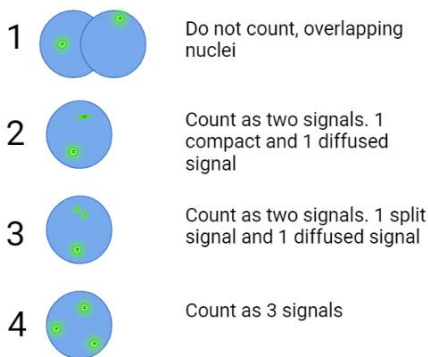 1
Do not count, overlapping
nuclei
2
Count as two signals. 1
compact and 1 diffused
signal
3
Count as two signals. 1 split
signal and 1 diffused signal
4
Count as 3 signals